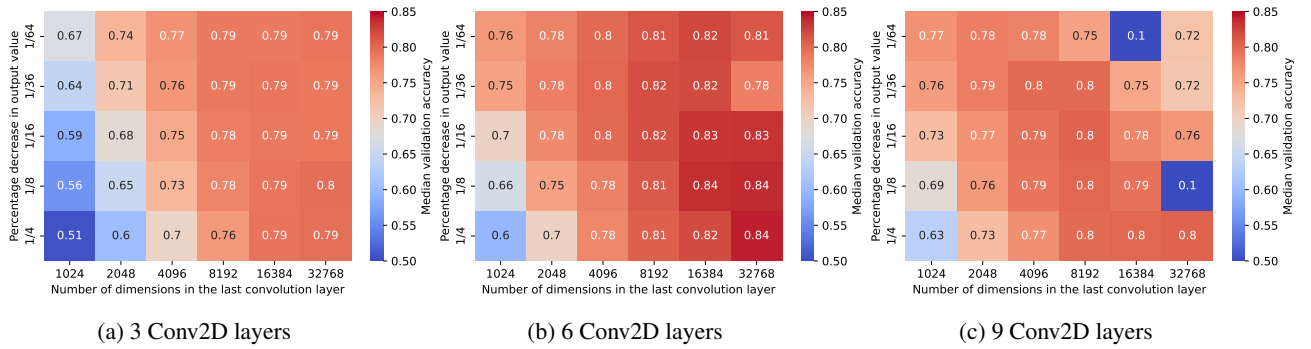 Percentage decrease in output value
1/64 0.67 0.74 0.77 0.79 0.79 0.79
1/36 0.64 0.71 0.76 0.79 0.79 0.79
1/16 0.59 0.68 0.75 0.78 0.79 0.79
1/8 0.56 0.65 0.73 0.78 0.79 0.8
1/4 0.51 0.6 0.7 0.76 0.79 0.79
1024 2048 4096 8192 16384 32768
Number of dimensions in the last convolution layer
0.85
0.80
0.75
0.70
0.65
0.60
0.55
0.50
Median validation accuracy
(a) 3 Conv2D layers
Percentage decrease in output value
1/64 0.76 0.78 0.8 0.81 0.82 0.81
1/36 0.75 0.78 0.8 0.82 0.82 0.78
1/16 0.7 0.78 0.8 0.82 0.83 0.83
1/8 0.66 0.75 0.78 0.81 0.84 0.84
1/4 0.6 0.7 0.78 0.81 0.82 0.84
1024 2048 4096 8192 16384 32768
Number of dimensions in the last convolution layer
0.85
0.80
0.75
0.70
0.65
0.60
0.55
0.50
Median validation accuracy
(b) 6 Conv2D layers
Percentage decrease in output value
1/64 0.77 0.78 0.78 0.75 0.1 0.72
1/36 0.76 0.79 0.8 0.8 0.75 0.72
1/16 0.73 0.77 0.79 0.8 0.78 0.76
1/8 0.69 0.76 0.79 0.8 0.79 0.1
1/4 0.63 0.73 0.77 0.8 0.8 0.8
1024 2048 4096 8192 16384 32768
Number of dimensions in the last convolution layer
0.85
0.80
0.75
0.70
0.65
0.60
0.55
0.50
Median validation accuracy
(c) 9 Conv2D layers